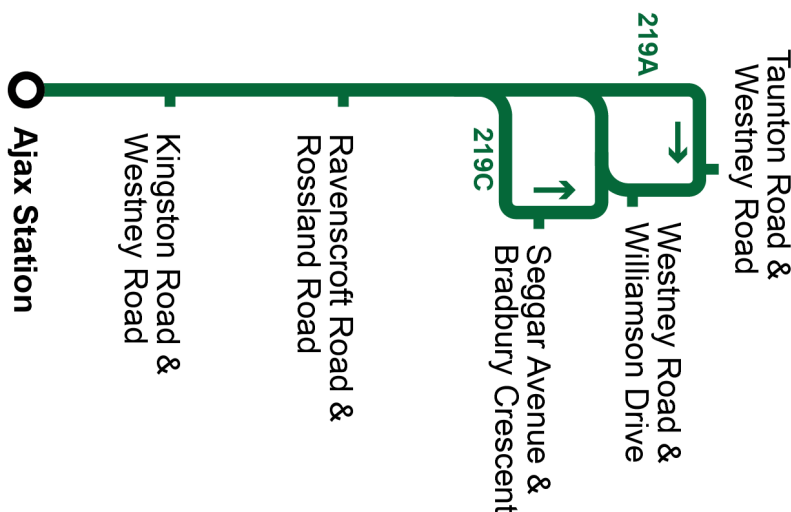 219A
Taunton Road &
Westney Road
219C
Westney Road &
Williamson Drive
Seggar Avenue &
Bradbury Crescent
Ravenscroft Road &
Rossland Road
Kingston Road &
Westney Road
Ajax Station